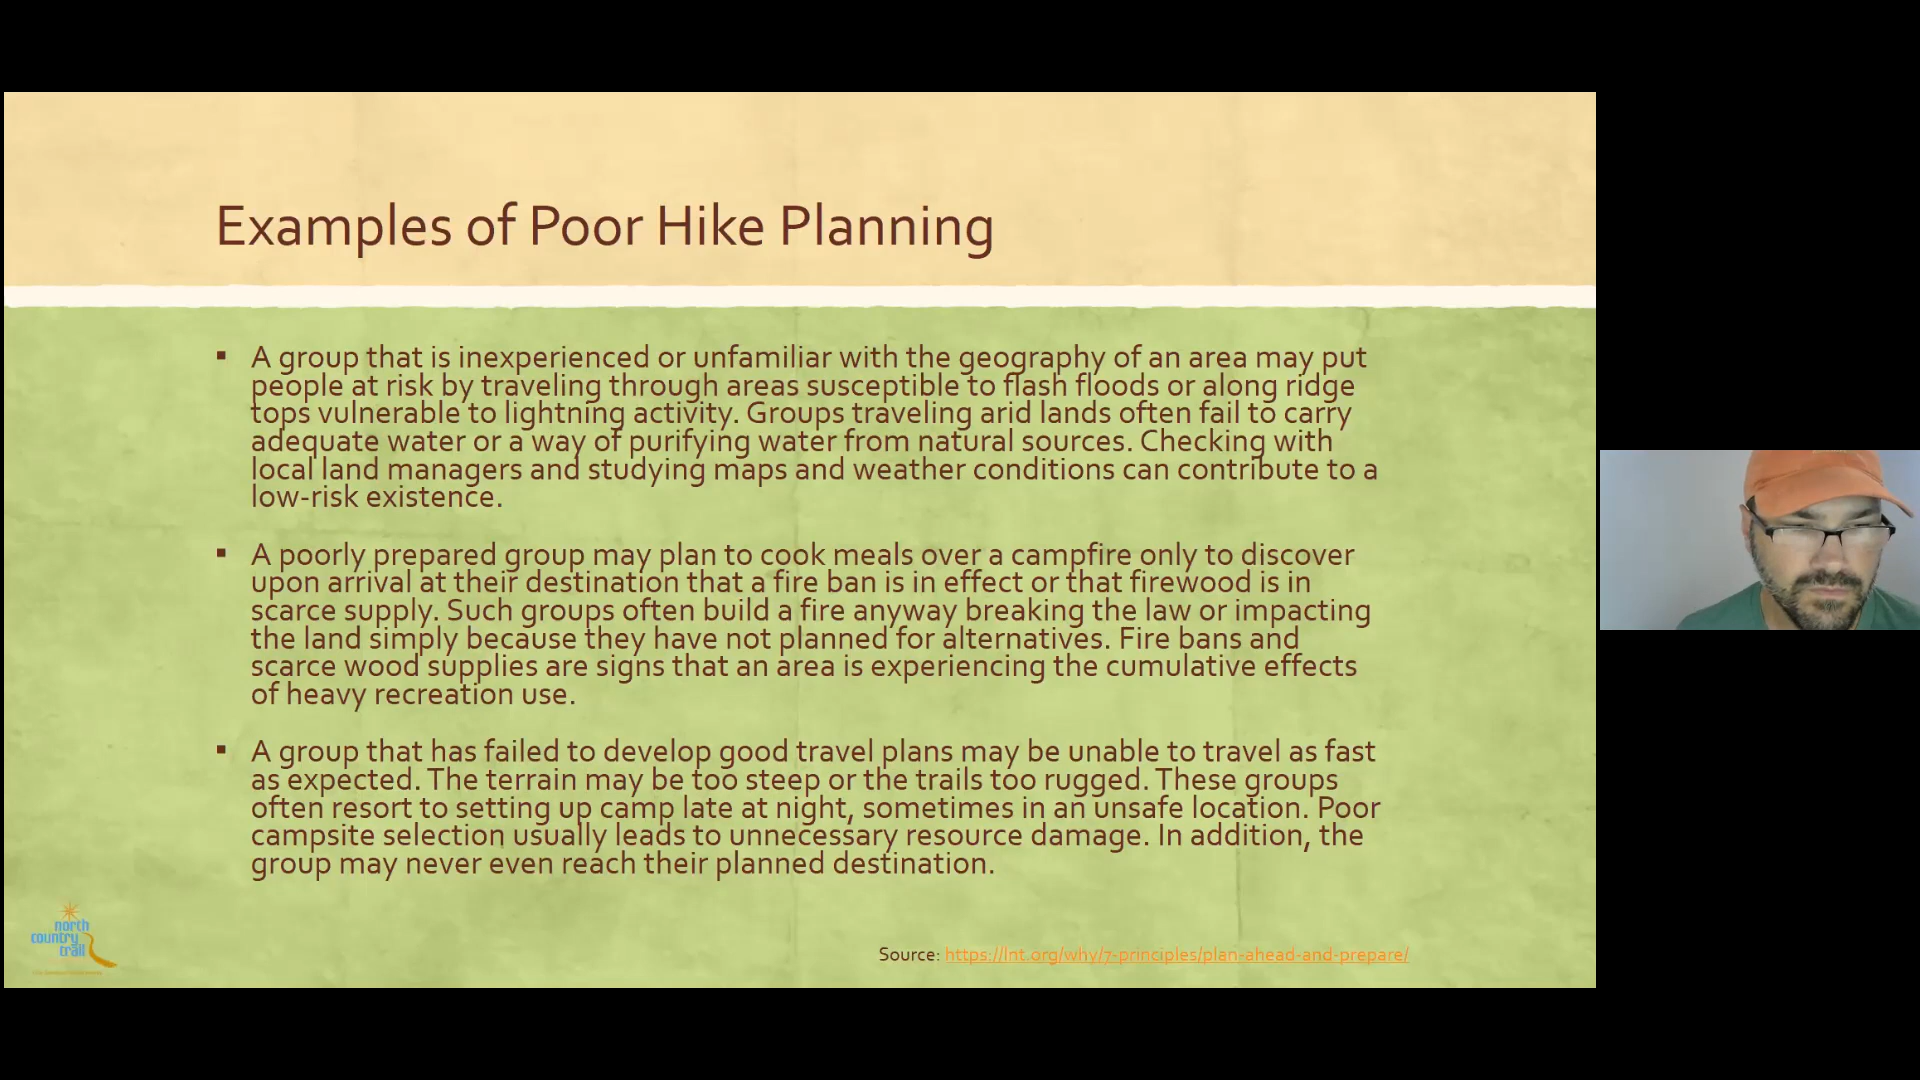 Examples of Poor Hike Planning
▪ A group that is inexperienced or unfamiliar with the geography of an area may put
people at risk by traveling through areas susceptible to flash floods or along ridge
tops vulnerable to lightning activity. Groups traveling arid lands often fail to carry
adequate water or a way of purifying water from natural sources. Checking with
local land managers and studying maps and weather conditions can contribute to a
low-risk existence.
▪ A poorly prepared group may plan to cook meals over a campfire only to discover
upon arrival at their destination that a fire ban is in effect or that firewood is in
scarce supply. Such groups often build a fire anyway breaking the law or impacting
the land simply because they have not planned for alternatives. Fire bans and
scarce wood supplies are signs that an area is experiencing the cumulative effects
of heavy recreation use.
▪ A group that has failed to develop good travel plans may be unable to travel as fast
as expected. The terrain may be too steep or the trails too rugged. These groups
often resort to setting up camp late at night, sometimes in an unsafe location. Poor
campsite selection usually leads to unnecessary resource damage. In addition, the
group may never even reach their planned destination.
north
country
trail
Source: https://lnt.org/why/7-principles/plan-ahead-and-prepare/